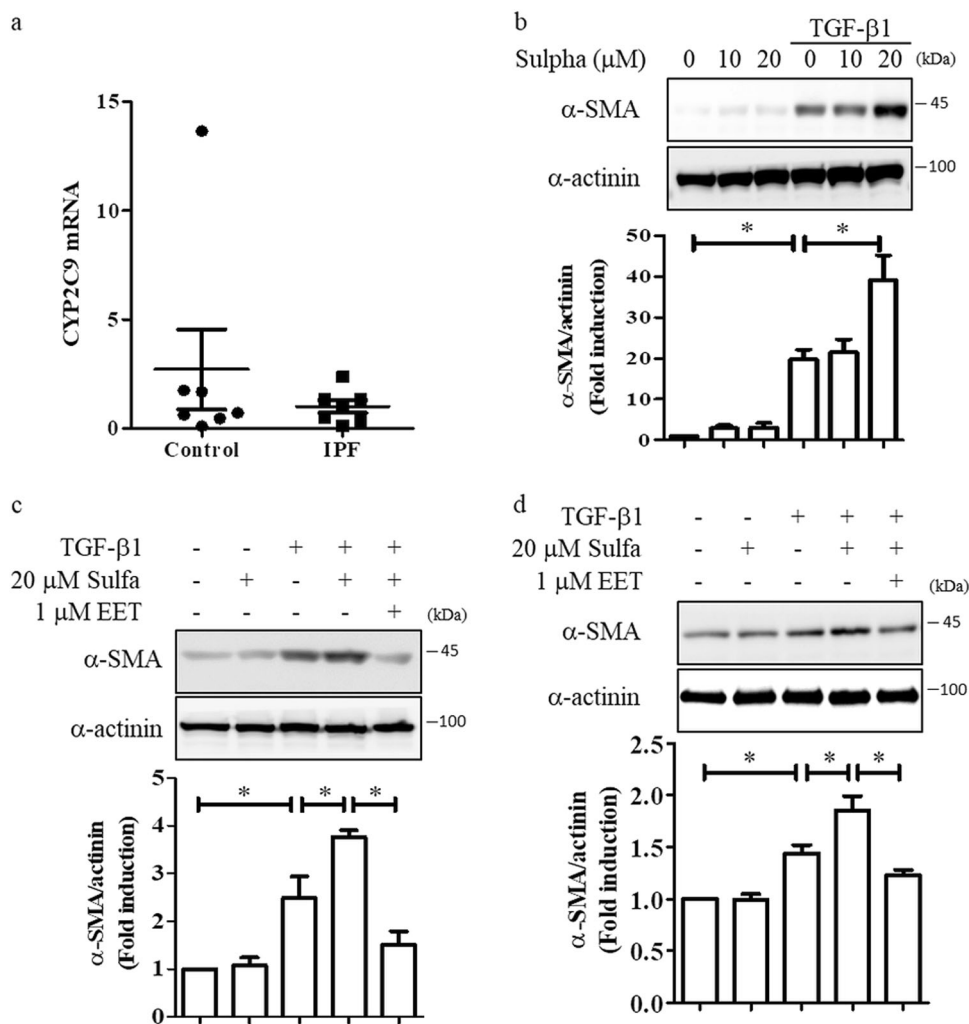 a
15
10
5
0
CYP2C9 mRNA
Control IPF
b
TGF-β1
Sulpha (μM) 0 10 20 0 10 20 (kDa)
α-SMA –45
α-actinin –100
* *
50
40
30
20
10
0
α-SMA/actinin
(Fold induction)
c
TGF-β1 - - + + +
20 μM Sulfa - + - + +
1 μM EET - - - - + (kDa)
α-SMA –45
α-actinin –100
* * *
5
4
3
2
1
0
α-SMA/actinin
(Fold induction)
d
TGF-β1 - - + + +
20 μM Sulfa - + - + +
1 μM EET - - - - + (kDa)
α-SMA –45
α-actinin –100
* * *
2.5
2.0
1.5
1.0
0.5
0.0
α-SMA/actinin
(Fold induction)